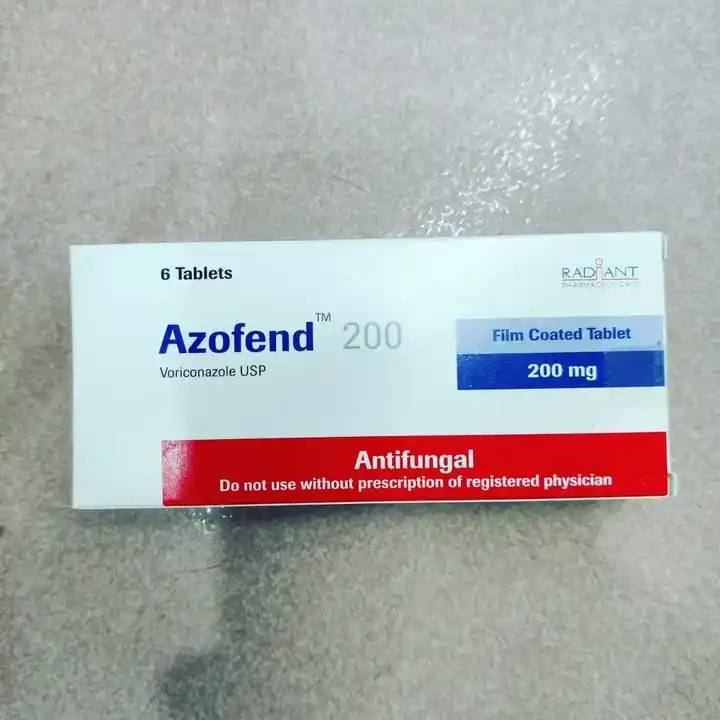 6 Tablets
RADiANT
PHARMACEUTICALS
Azofend™ 200
Voriconazole USP
Film Coated Tablet
200 mg
Antifungal
Do not use without prescription of registered physician